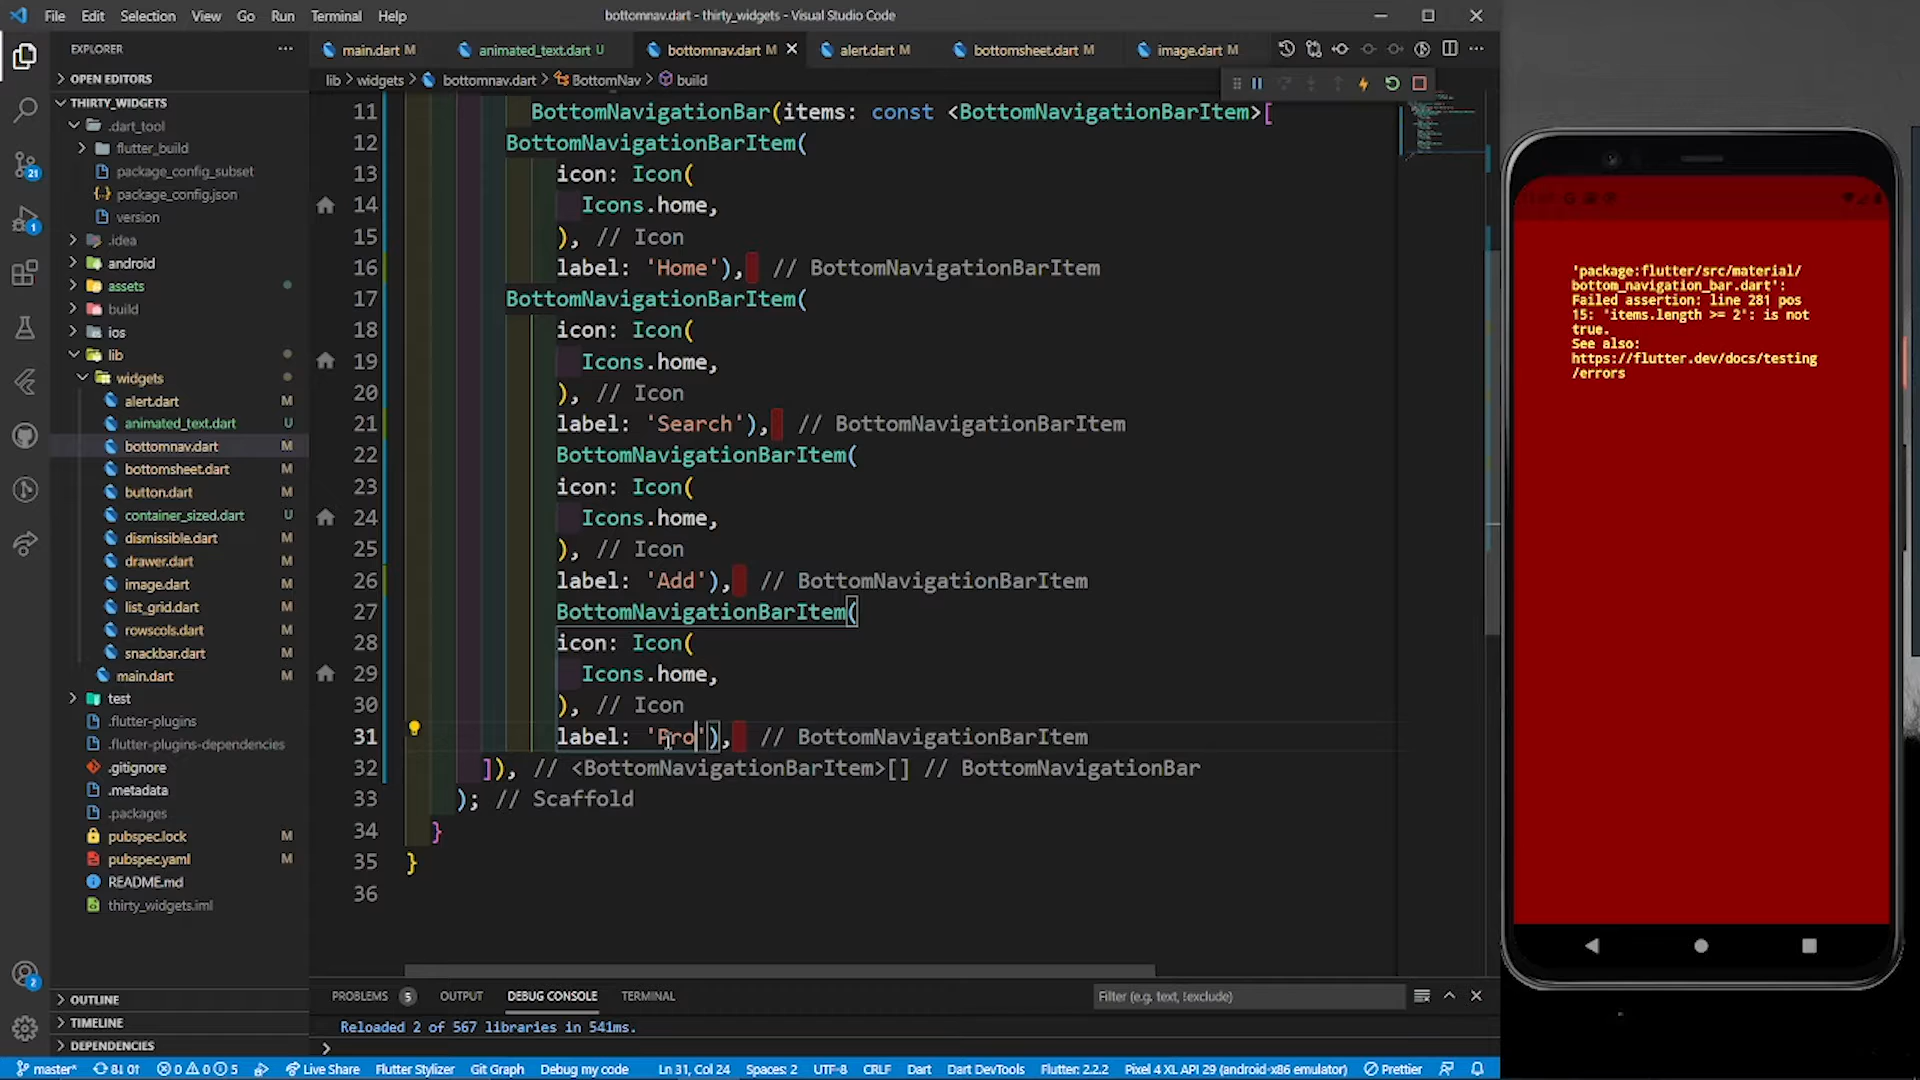 File Edit Selection View Go Run Terminal Help
bottomnav.dart - thirty_widgets - Visual Studio Code
EXPLORER
main.dart M
animated_text.dart U
bottomnav.dart M
alert.dart M
bottomsheet.dart M
image.dart M
OPEN EDITORS
lib > widgets > bottomnav.dart > BottomNav > build
THIRTY_WIDGETS
.dart_tool
flutter_build
package_config_subset
package_config.json
version
.idea
android
assets
build
ios
lib
widgets
alert.dart M
animated_text.dart U
bottomnav.dart M
bottomsheet.dart M
button.dart M
container_sized.dart U
dismissible.dart M
drawer.dart M
image.dart M
list_grid.dart M
rowscols.dart M
snackbar.dart M
main.dart M
test
.flutter-plugins
.flutter-plugins-dependencies
.gitignore
.metadata
.packages
pubspec.lock M
pubspec.yaml M
README.md
thirty_widgets.iml
OUTLINE
TIMELINE
DEPENDENCIES
21
1
2
11 BottomNavigationBar(items: const <BottomNavigationBarItem>[
12 BottomNavigationBarItem(
13 icon: Icon(
14 Icons.home,
15 ), // Icon
16 label: 'Home'), // BottomNavigationBarItem
17 BottomNavigationBarItem(
18 icon: Icon(
19 Icons.home,
20 ), // Icon
21 label: 'Search'), // BottomNavigationBarItem
22 BottomNavigationBarItem(
23 icon: Icon(
24 Icons.home,
25 ), // Icon
26 label: 'Add'), // BottomNavigationBarItem
27 BottomNavigationBarItem(
28 icon: Icon(
29 Icons.home,
30 ), // Icon
31 label: 'Pro'), // BottomNavigationBarItem
32 ]), // <BottomNavigationBarItem>[] // BottomNavigationBar
33 ); // Scaffold
34 }
35 }
36
PROBLEMS 5 OUTPUT DEBUG CONSOLE TERMINAL
Filter (e.g. text, !exclude)
Reloaded 2 of 567 libraries in 541ms.
>
master* 8↓ 0↑ 0 0 5 Live Share Flutter Stylizer Git Graph Debug my code Ln 31, Col 24 Spaces: 2 UTF-8 CRLF Dart Dart DevTools Flutter: 2.2.2 Pixel 4 XL API 29 (android-x86 emulator) Prettier
'package:flutter/src/material/
bottom_navigation_bar.dart':
Failed assertion: line 281 pos
15: 'items.length >= 2': is not
true.
See also:
https://flutter.dev/docs/testing
/errors